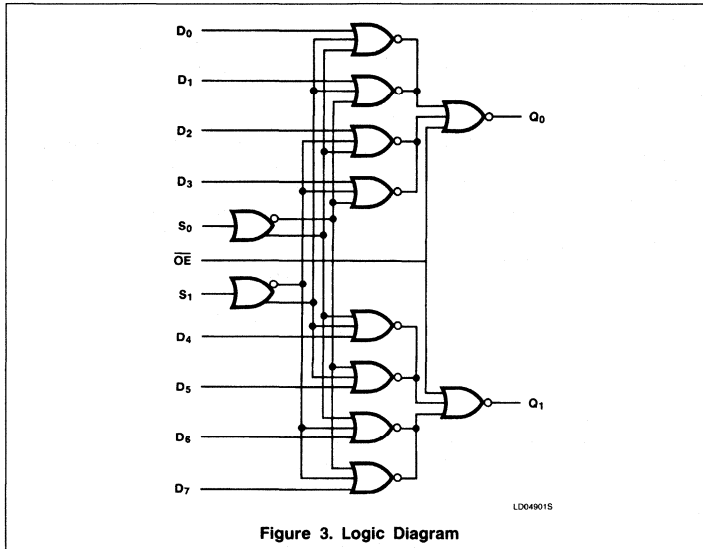 D0
D1
D2
D3
S0
OE
S1
D4
D5
D6
D7
Q0
Q1
LD04901S
Figure 3. Logic Diagram